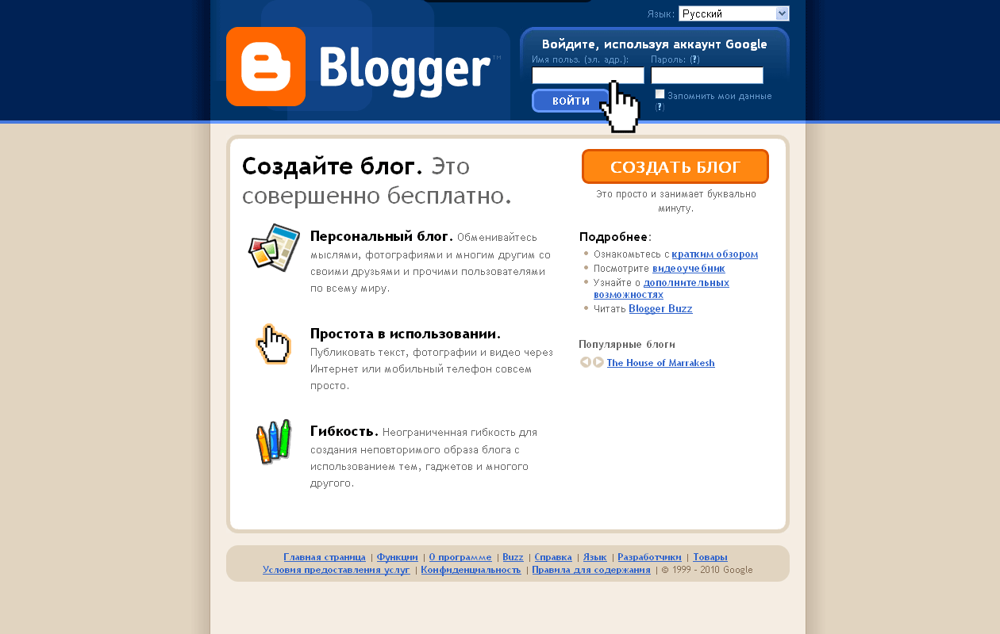 Язык: Русский
Blogger™
Войдите, используя аккаунт Google
Имя польз. (эл. адр.): Пароль: (?)
ВОЙТИ
Запомнить мои данные
(?)
Создайте блог. Это
совершенно бесплатно.
Персональный блог. Обменивайтесь
мыслями, фотографиями и многим другим со
своими друзьями и прочими пользователями
по всему миру.
Простота в использовании.
Публиковать текст, фотографии и видео через
Интернет или мобильный телефон совсем
просто.
Гибкость. Неограниченная гибкость для
создания неповторимого образа блога с
использованием тем, гаджетов и многого
другого.
СОЗДАТЬ БЛОГ
Это просто и занимает буквально
минуту.
Подробнее:
Ознакомьтесь с кратким обзором
Посмотрите видеоучебник
Узнайте о дополнительных
возможностях
Читать Blogger Buzz
Популярные блоги
The House of Marrakesh
Главная страница | Функции | О программе | Buzz | Справка | Язык | Разработчики | Товары
Условия предоставления услуг | Конфиденциальность | Правила для содержания | © 1999 - 2010 Google